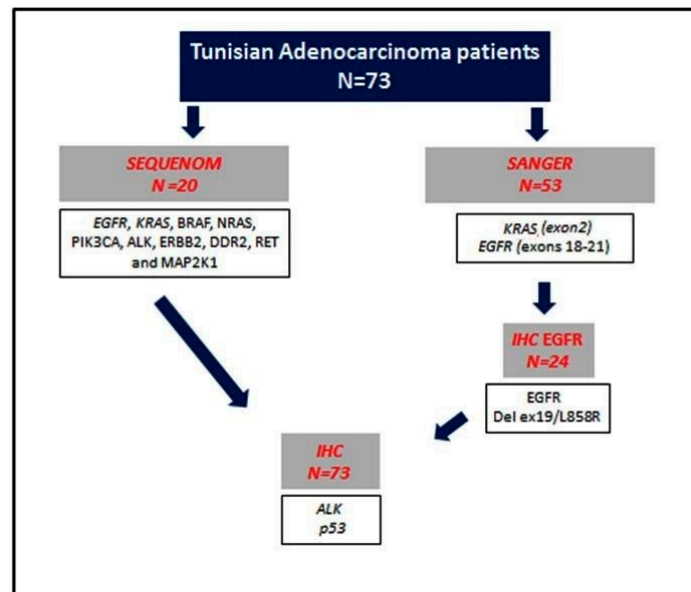 Tunisian Adenocarcinoma patients
N=73
SEQUENOM
N=20
EGFR, KRAS, BRAF, NRAS,
PIK3CA, ALK, ERBB2, DDR2, RET
and MAP2K1
SANGER
N=53
KRAS (exon2)
EGFR (exons 18-21)
IHC EGFR
N=24
EGFR
Del ex19/L858R
IHC
N=73
ALK
p53